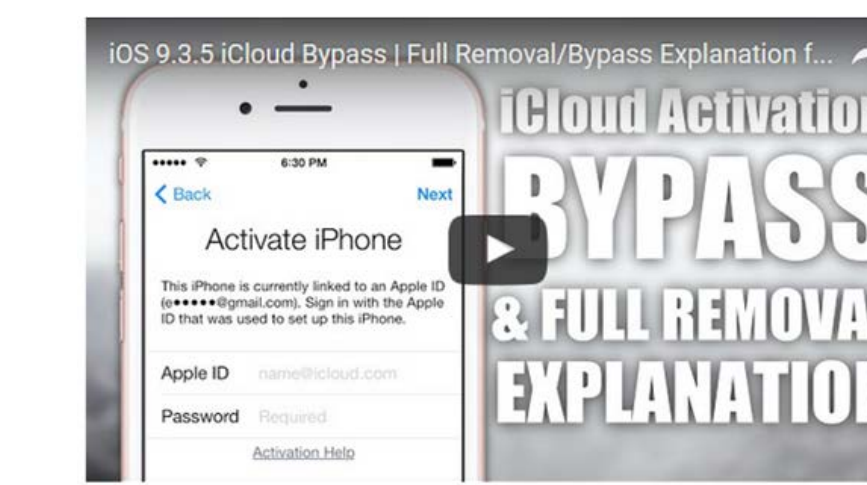 iOS 9.3.5 iCloud Bypass | Full Removal/Bypass Explanation f...
iCloud Activation
BYPASS
& FULL REMOVA
EXPLANATIO
●●●●● 6:30 PM
Back Next
Activate iPhone
This iPhone is currently linked to an Apple ID
(e●●●●●@gmail.com). Sign in with the Apple
ID that was used to set up this iPhone.
Apple ID name@icloud.com
Password Required
Activation Help